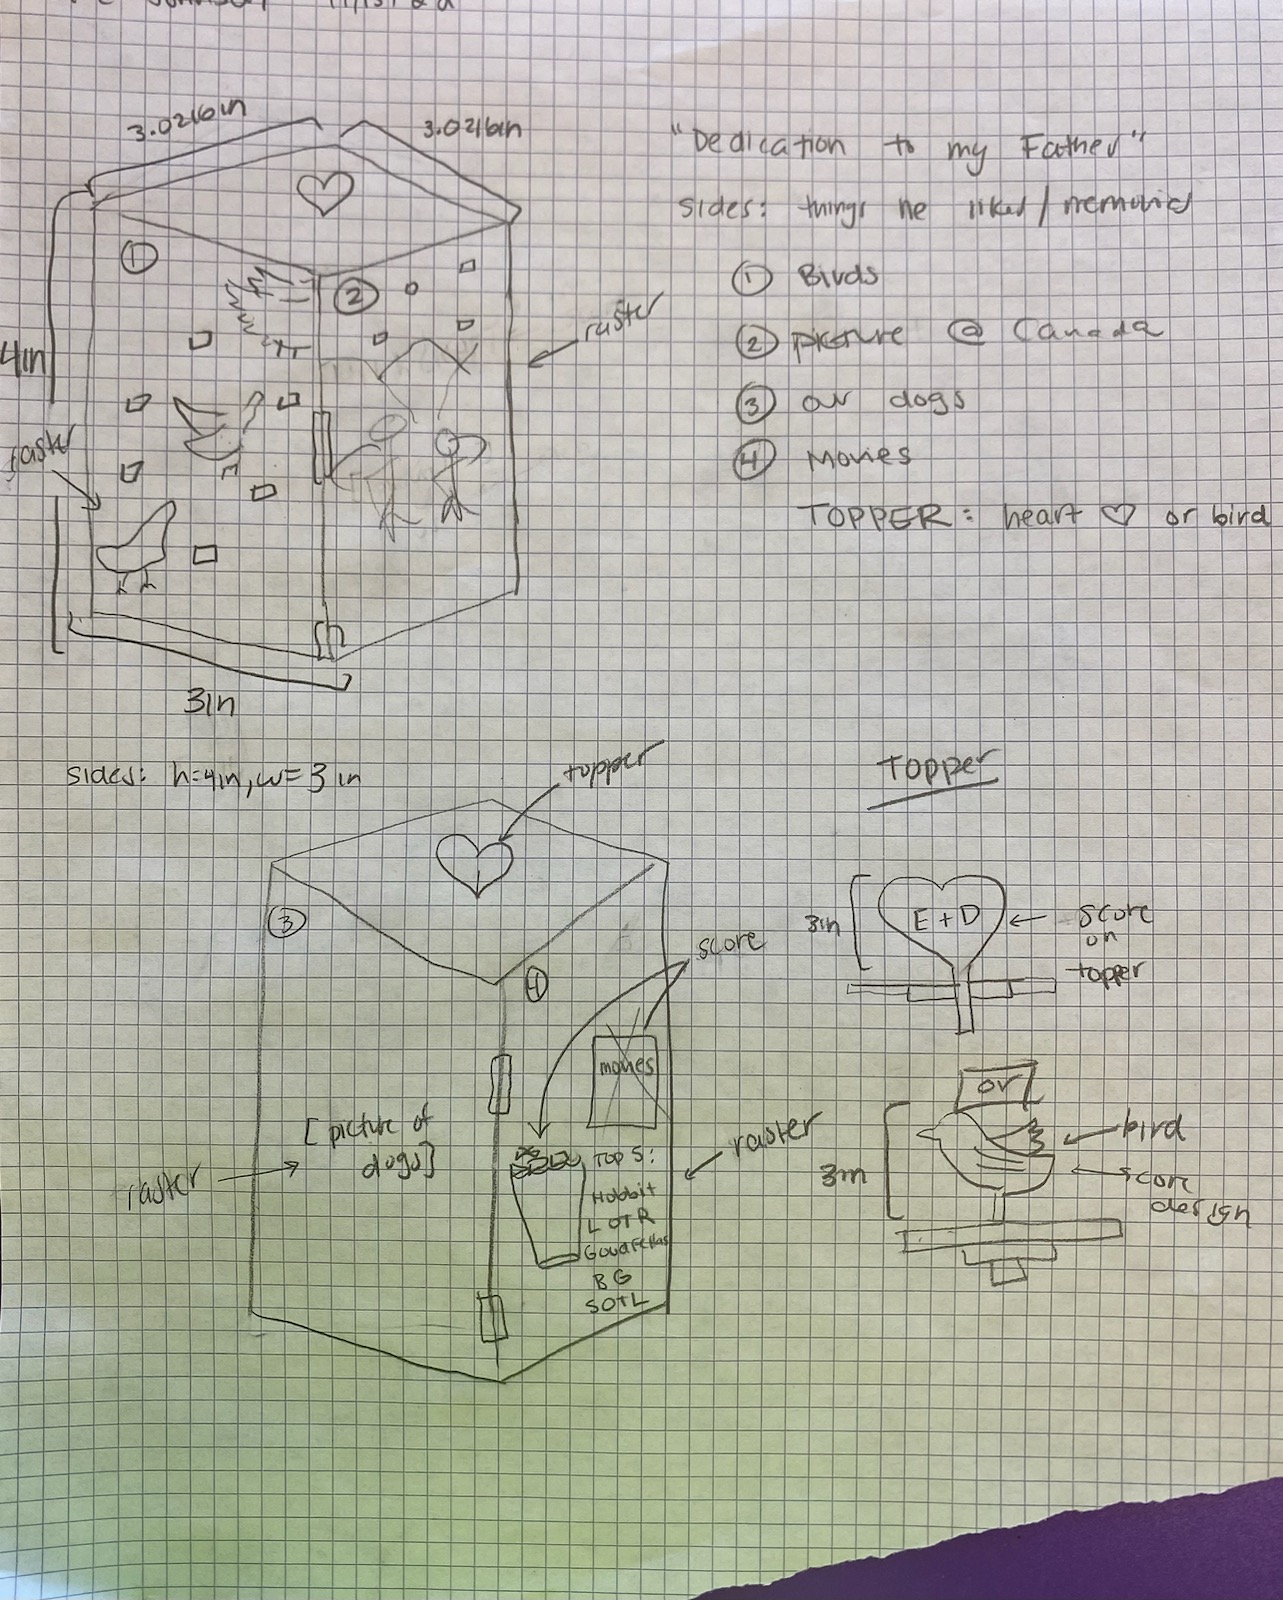 3.0216in
3.0216in
"Dedication to my Father"
sides: things he liked/memories
① Birds
② picture @ Canada
③ our dogs
④ Movies
TOPPER: heart ♡ or bird
①
②
raster
4in
raster
3in
sides: h=4in, w=3in
topper
Topper
③
④
score
3in
E+D
score
on
topper
movies
or
[picture of
dogs]
raster
raster
TOP 5:
Hobbit
LOTR
Goodfellas
BG
SOTL
bird
3in
score
design